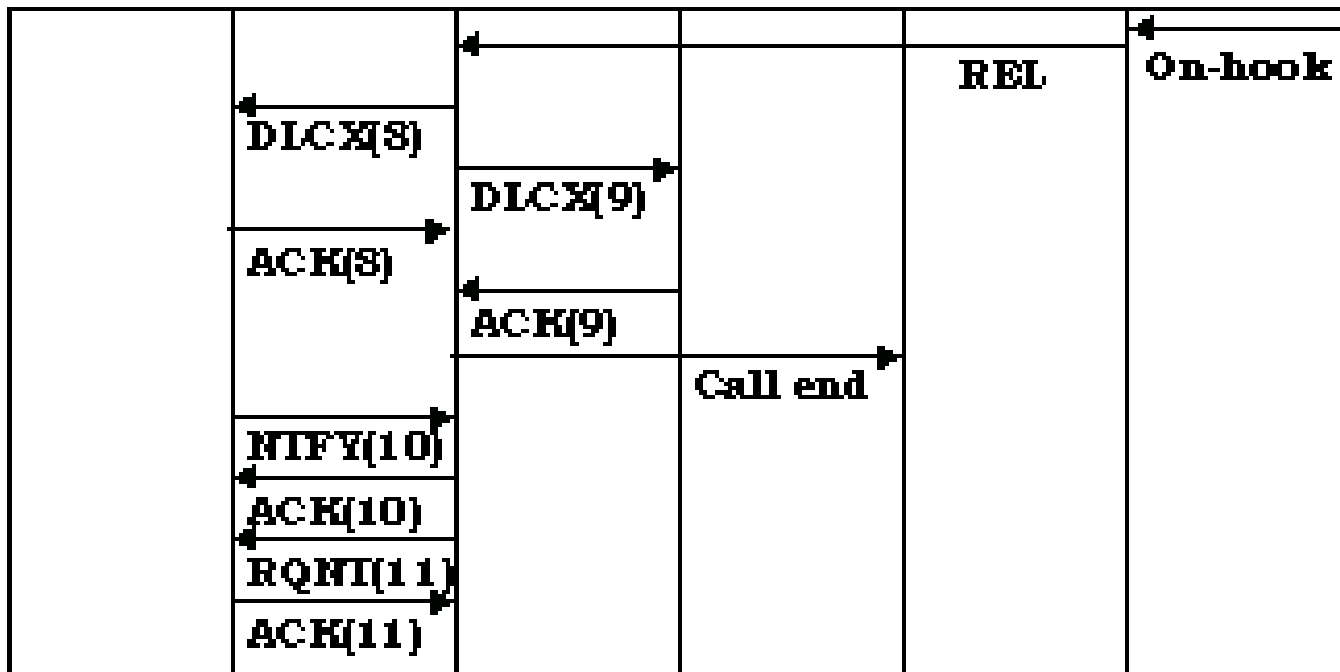 On-hook
REL
DLCX(8)
DLCX(9)
ACK(8)
ACK(9)
Call end
NTFY(10)
ACK(10)
RQNT(11)
ACK(11)